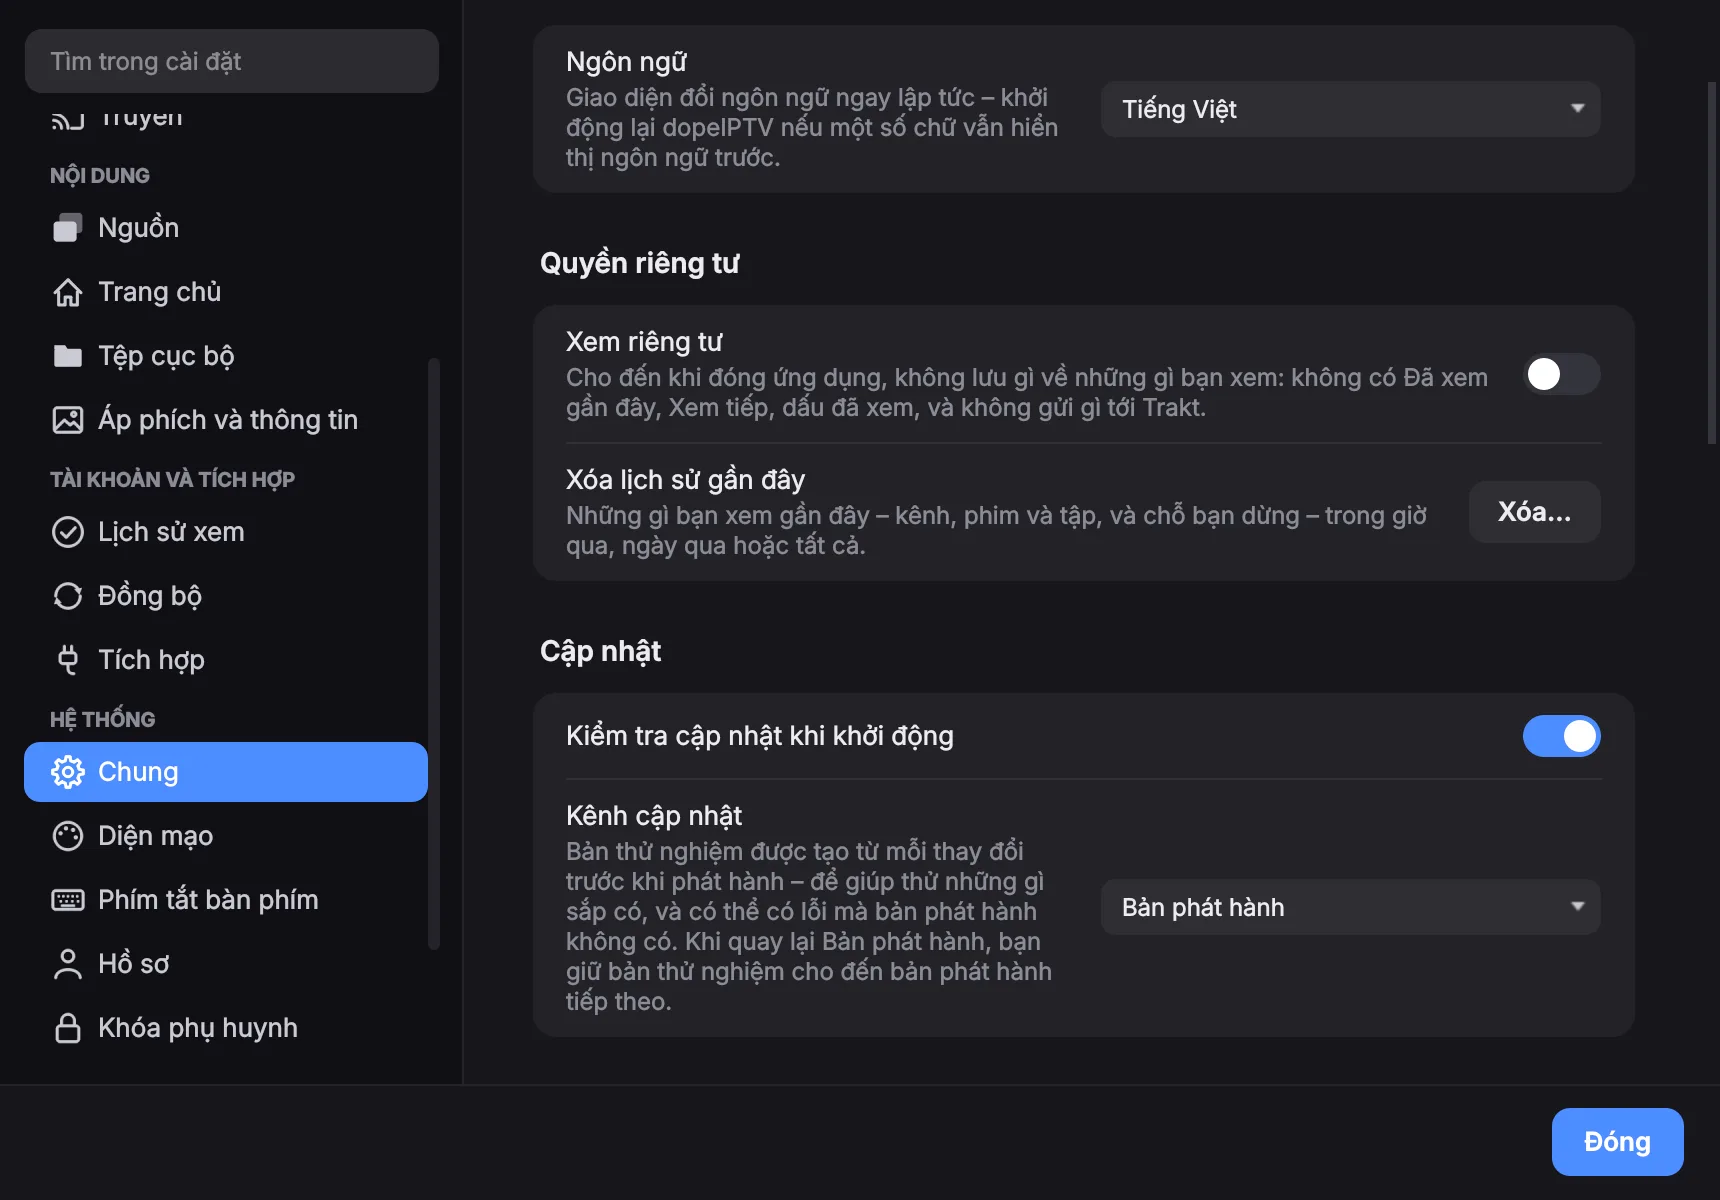 Tìm trong cài đặt
Truyền
NỘI DUNG
Nguồn
Trang chủ
Tệp cục bộ
Áp phích và thông tin
TÀI KHOẢN VÀ TÍCH HỢP
Lịch sử xem
Đồng bộ
Tích hợp
HỆ THỐNG
Chung
Diện mạo
Phím tắt bàn phím
Hồ sơ
Khóa phụ huynh
Ngôn ngữ
Giao diện đổi ngôn ngữ ngay lập tức – khởi
động lại dopeIPTV nếu một số chữ vẫn hiển
thị ngôn ngữ trước.
Tiếng Việt
Quyền riêng tư
Xem riêng tư
Cho đến khi đóng ứng dụng, không lưu gì về những gì bạn xem: không có Đã xem
gần đây, Xem tiếp, dấu đã xem, và không gửi gì tới Trakt.
Xóa lịch sử gần đây
Những gì bạn xem gần đây – kênh, phim và tập, và chỗ bạn dừng – trong giờ
qua, ngày qua hoặc tất cả.
Xóa...
Cập nhật
Kiểm tra cập nhật khi khởi động
Kênh cập nhật
Bản thử nghiệm được tạo từ mỗi thay đổi
trước khi phát hành – để giúp thử những gì
sắp có, và có thể có lỗi mà bản phát hành
không có. Khi quay lại Bản phát hành, bạn
giữ bản thử nghiệm cho đến bản phát hành
tiếp theo.
Bản phát hành
Đóng